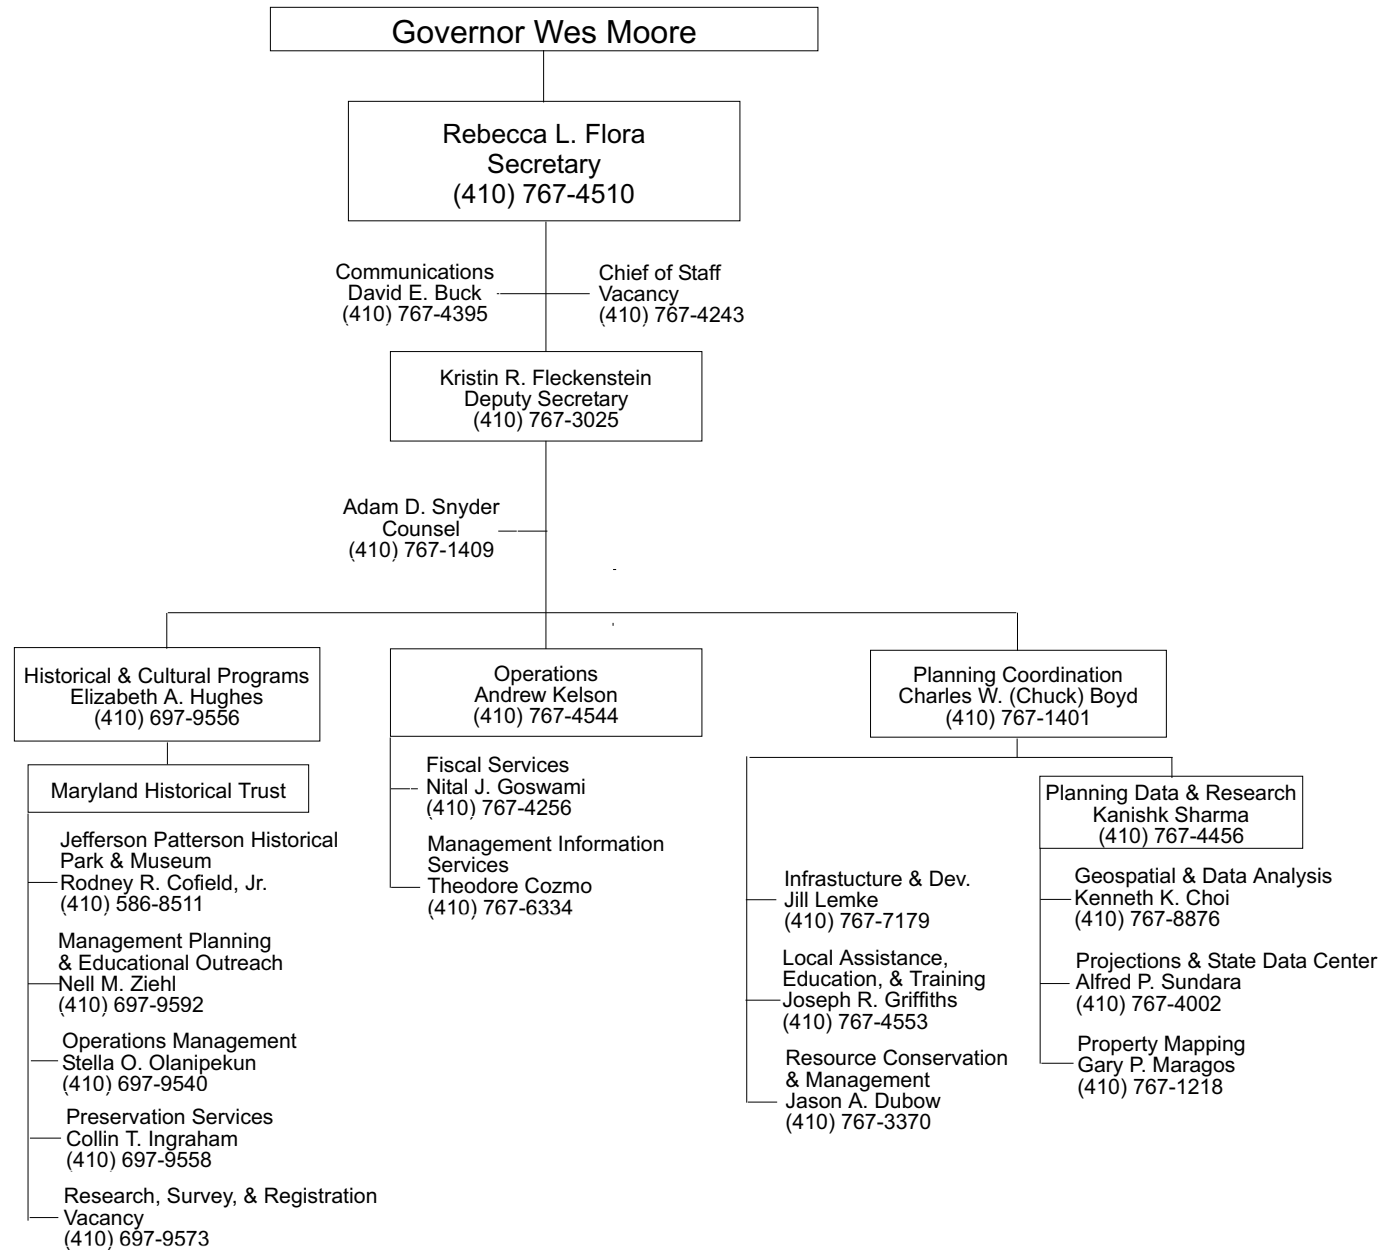 Governor Wes Moore
Rebecca L. Flora
Secretary
(410) 767-4510
Communications
David E. Buck
(410) 767-4395
Chief of Staff
Vacancy
(410) 767-4243
Kristin R. Fleckenstein
Deputy Secretary
(410) 767-3025
Adam D. Snyder
Counsel
(410) 767-1409
Historical & Cultural Programs
Elizabeth A. Hughes
(410) 697-9556
Maryland Historical Trust
Jefferson Patterson Historical
Park & Museum
Rodney R. Cofield, Jr.
(410) 586-8511
Management Planning
& Educational Outreach
Nell M. Ziehl
(410) 697-9592
Operations Management
Stella O. Olanipekun
(410) 697-9540
Preservation Services
Collin T. Ingraham
(410) 697-9558
Research, Survey, & Registration
Vacancy
(410) 697-9573
Operations
Andrew Kelson
(410) 767-4544
Fiscal Services
Nital J. Goswami
(410) 767-4256
Management Information
Services
Theodore Cozmo
(410) 767-6334
Planning Coordination
Charles W. (Chuck) Boyd
(410) 767-1401
Infrastucture & Dev.
Jill Lemke
(410) 767-7179
Local Assistance,
Education, & Training
Joseph R. Griffiths
(410) 767-4553
Resource Conservation
& Management
Jason A. Dubow
(410) 767-3370
Planning Data & Research
Kanishk Sharma
(410) 767-4456
Geospatial & Data Analysis
Kenneth K. Choi
(410) 767-8876
Projections & State Data Center
Alfred P. Sundara
(410) 767-4002
Property Mapping
Gary P. Maragos
(410) 767-1218